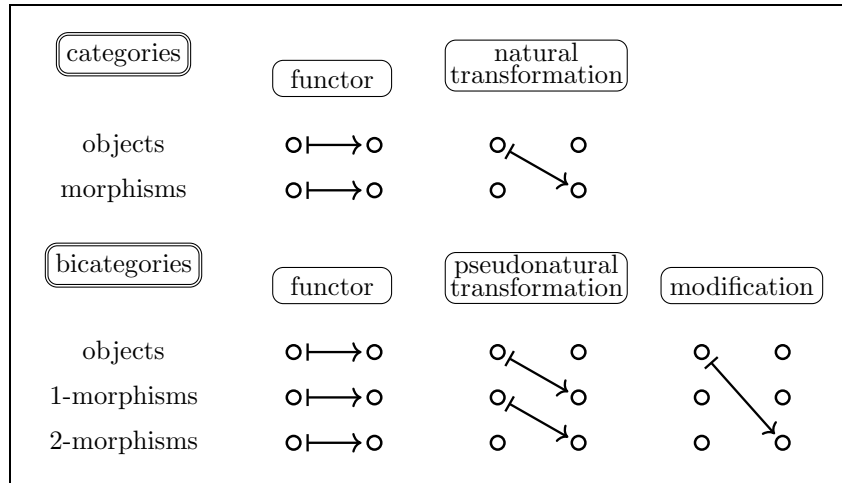 categories
functor
natural
transformation
objects
morphisms
bicategories
functor
pseudonatural
transformation
modification
objects
1-morphisms
2-morphisms